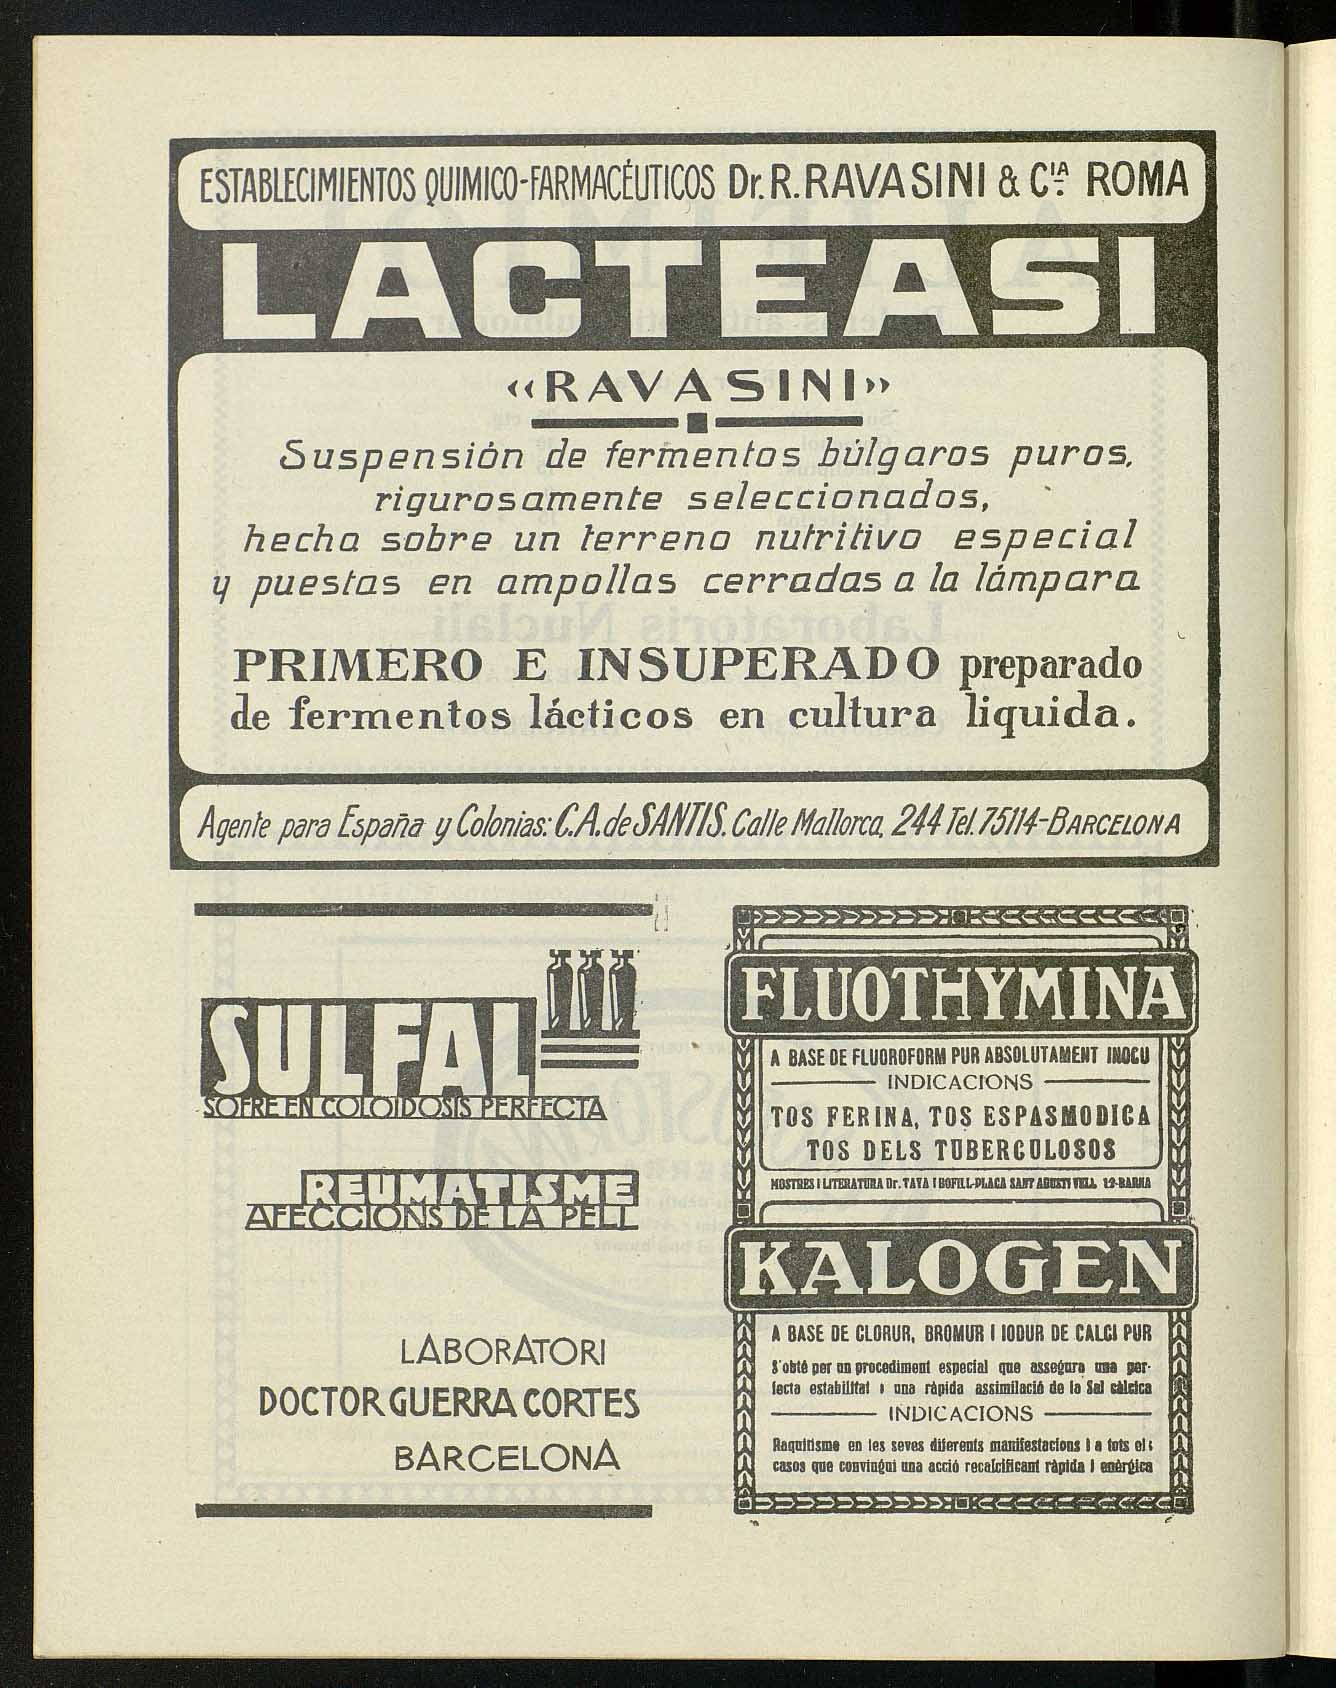 ESTABLECIMIENTOS QUIMICO-FARMACÉUTICOS Dr. R. RAVASINI & Cᴵᴬ. ROMA
LACTEASI
«RAVASINI»
Suspensión de fermentos búlgaros puros,
rigurosamente seleccionados,
hecha sobre un terreno nutritivo especial
y puestas en ampollas cerradas a la lámpara
PRIMERO E INSUPERADO preparado
de fermentos lácticos en cultura liquida.
Agente para España y Colonias: C.A. de SANTIS. Calle Mallorca, 244 Tel. 75114-BARCELONA
SULFAL
SOFRE EN COLOIDOSIS PERFECTA
REUMATISME
AFECCIONS DE LA PELL
LABORATORI
DOCTOR GUERRA CORTES
BARCELONA
FLUOTHYMINA
A BASE DE FLUOROFORM PUR ABSOLUTAMENT INOCU
INDICACIONS
TOS FERINA, TOS ESPASMODICA
TOS DELS TUBERCULOSOS
MOSTRES I LITERATURA Dr. TAYA I BOFILL-PLAÇA SANT AGUSTI VELL 12-BARNA
KALOGEN
A BASE DE CLORUR, BROMUR I IODUR DE CALCI PUR
S'obté per un procediment especial que assegura una per-
fecta estabilitat i una ràpida assimilació de la Sal càlcica
INDICACIONS
Raquitisme en les seves diferents manifestacions i a tots els
casos que convingui una acció recalcificant ràpida i enèrgica